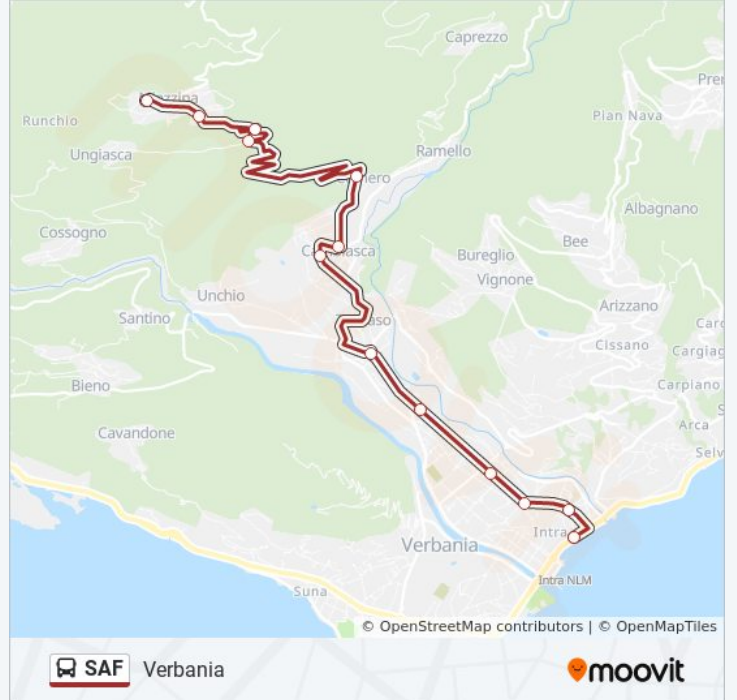 Caprezzo
Pre
Runchio
Plan Nava
Ungiasca
Ramello
Albagnano
Cossogno
Bee
Bureglio
Vignone
Unchio
Arizzano
Santino
Cissano
Cargiag
Bieno
Carpiano
Arca
Cavandone
Selv
Intra
Verbania
Intra NLM
Suna
© OpenStreetMap contributors | © OpenMapTiles
SAF Verbania
moovit